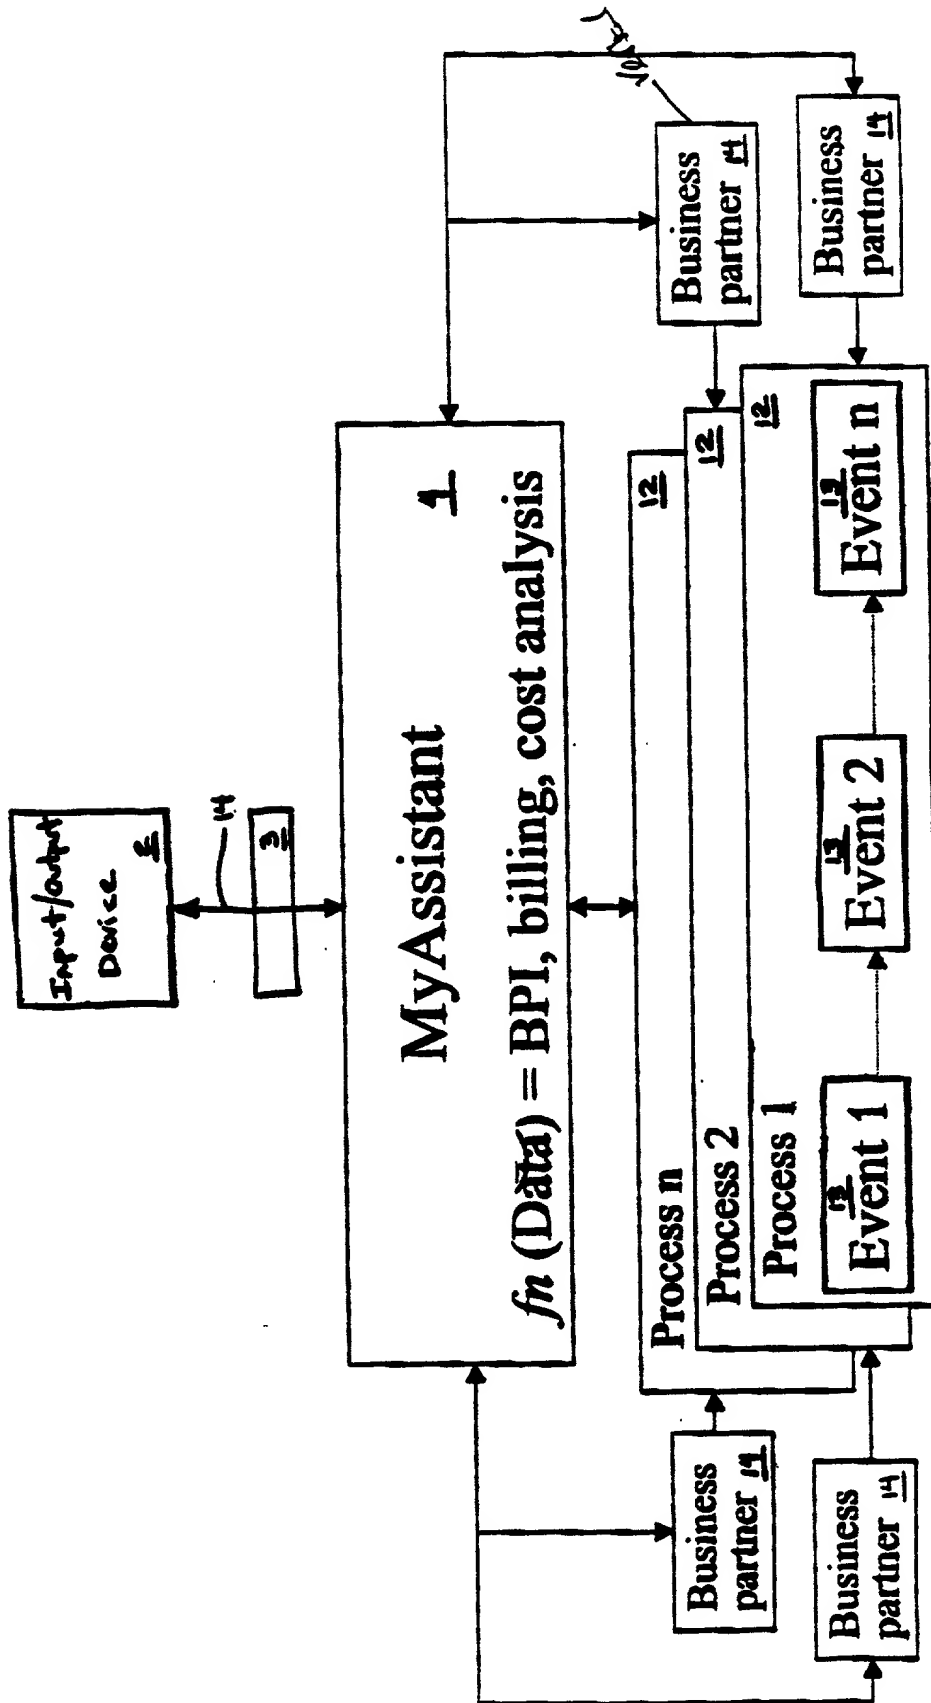 Input/output
Device
2
14
3
MyAssistant
4
fn (Data) = BPI, billing, cost analysis
Process n
12
Process 2
12
Process 1
12
13
Event 1
13
Event 2
13
Event n
Business
partner 14
Business
partner 14
Business
partner 14
Business
partner 14